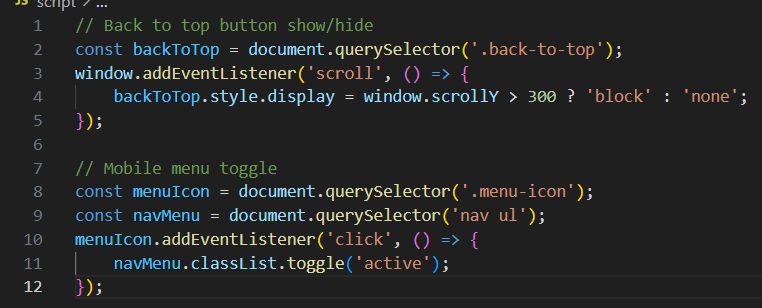 JS script > ...
1 // Back to top button show/hide
2 const backToTop = document.querySelector('.back-to-top');
3 window.addEventListener('scroll', () => {
4     backToTop.style.display = window.scrollY > 300 ? 'block' : 'none';
5 });
6
7 // Mobile menu toggle
8 const menuIcon = document.querySelector('.menu-icon');
9 const navMenu = document.querySelector('nav ul');
10 menuIcon.addEventListener('click', () => {
11     navMenu.classList.toggle('active');
12 });